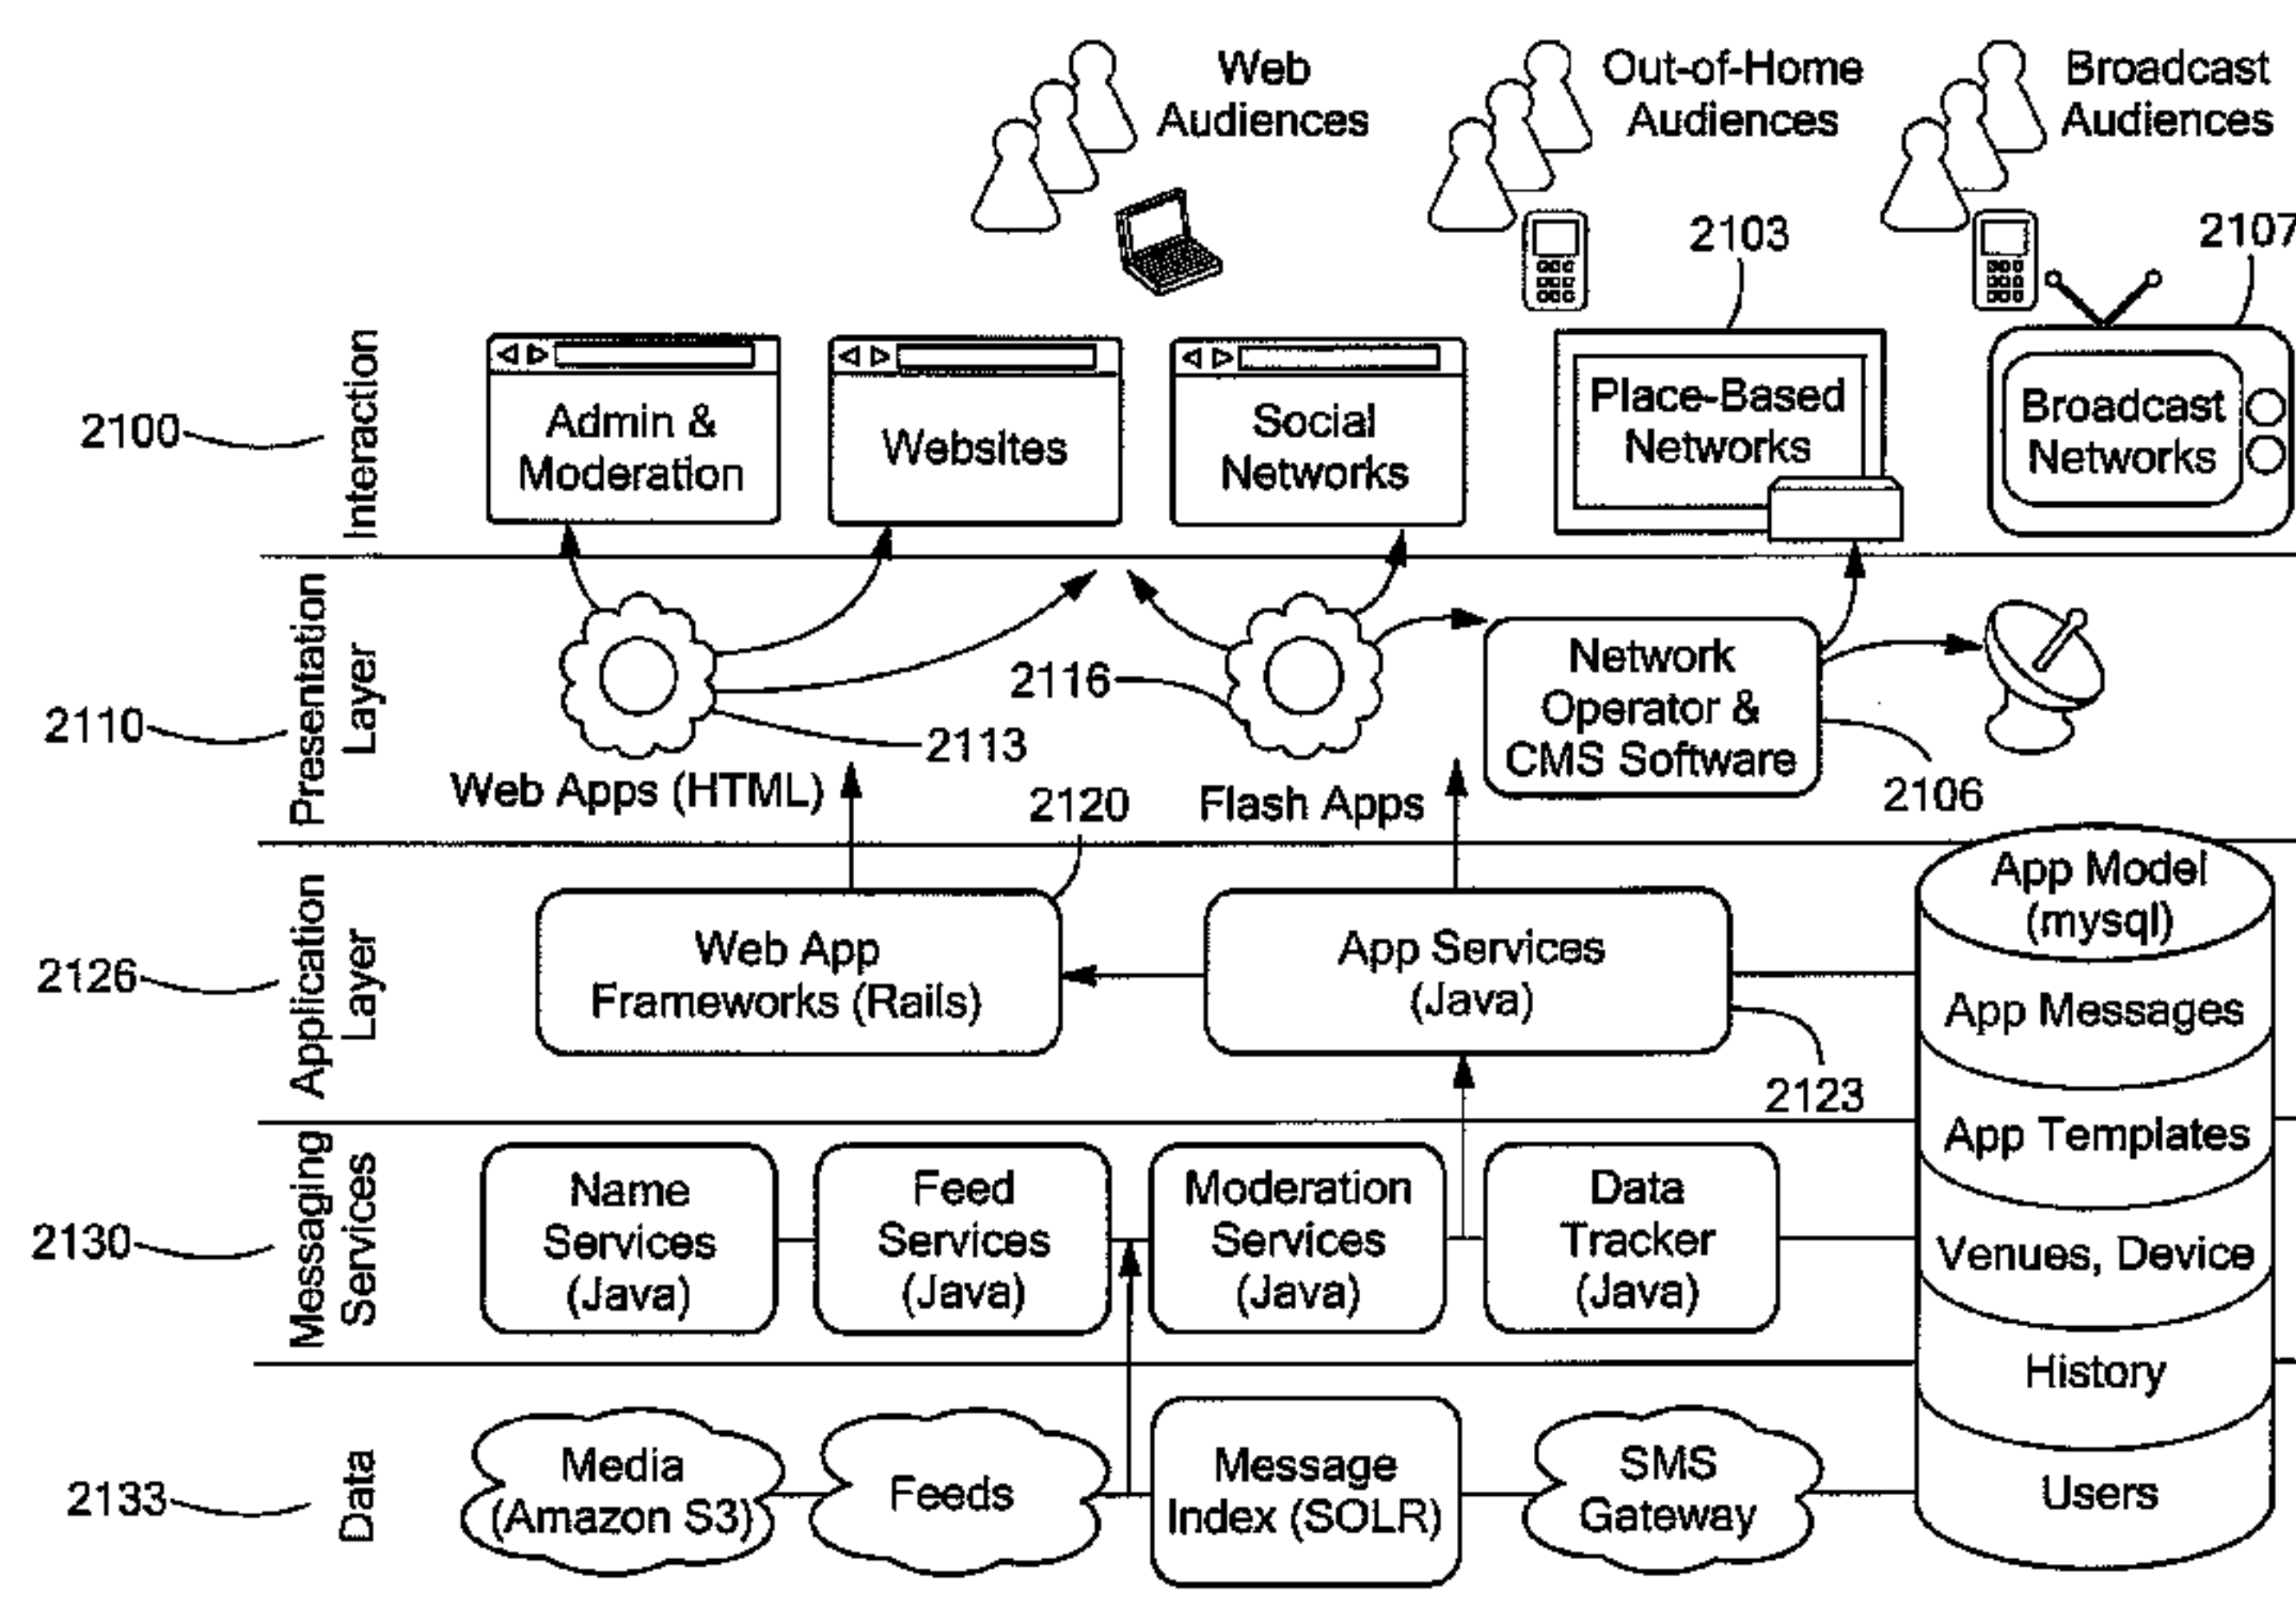 Web
Audiences
Out-of-Home
Audiences
Broadcast
Audiences
2103
2107
2100
Interaction
Admin &
Moderation
Websites
Social
Networks
Place-Based
Networks
Broadcast
Networks
2110
Presentation
Layer
2116
2113
Network
Operator &
CMS Software
2106
Web Apps (HTML)
2120
Flash Apps
2126
Application
Layer
Web App
Frameworks (Rails)
App Services
(Java)
2123
App Model
(mysql)
App Messages
App Templates
Venues, Device
History
Users
2130
Messaging
Services
Name
Services
(Java)
Feed
Services
(Java)
Moderation
Services
(Java)
Data
Tracker
(Java)
2133
Data
Media
(Amazon S3)
Feeds
Message
Index (SOLR)
SMS
Gateway